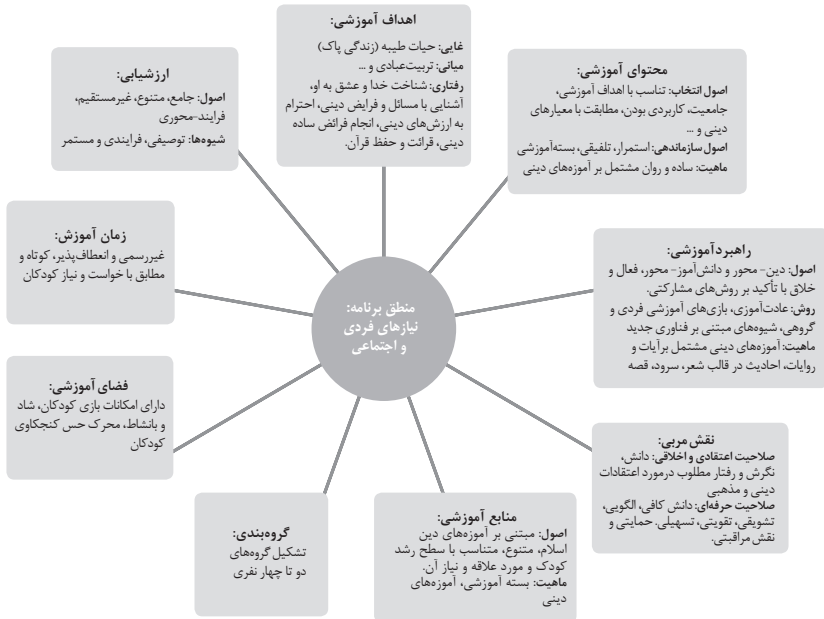 اهداف آموزشی:
غایی: حیات طیبه (زندگی پاک)
میانی: تربیت‌عبادی و ...
رفتاری: شناخت خدا و عشق به او،
آشنایی با مسائل و فرایض دینی، احترام
به ارزش‌های دینی، انجام فرائض ساده
دینی، قرائت و حفظ قرآن.
محتوای آموزشی:
اصول انتخاب: تناسب با اهداف آموزشی،
جامعیت، کاربردی بودن، مطابقت با معیارهای
دینی و ...
اصول سازماندهی: استمرار، تلفیقی، بسته‌آموزشی
ماهیت: ساده و روان مشتمل بر آموزه‌های دینی
راهبردآموزشی:
اصول: دین- محور و دانش‌آموز- محور، فعال و
خلاق با تأکید بر روش‌های مشارکتی.
روش: عادت‌آموزی، بازی‌های آموزشی فردی و
گروهی، شیوه‌های مبتنی بر فناوری جدید
ماهیت: آموزه‌های دینی مشتمل برآیات و
روایات، احادیث در قالب شعر، سرود، قصه
نقش مربی:
صلاحیت اعتقادی و اخلاقی: دانش،
نگرش و رفتار مطلوب درمورد اعتقادات
دینی و مذهبی
صلاحیت حرفه‌ای: دانش کافی، الگویی،
تشویقی، تقویتی، تسهیلی. حمایتی و
نقش مراقبتی.
منابع آموزشی:
اصول: مبتنی بر آموزه‌های دین
اسلام، متنوع، متناسب با سطح رشد
کودک و مورد علاقه و نیاز آن.
ماهیت: بسته آموزشی، آموزه‌های
دینی
گروه‌بندی:
تشکیل گروه‌های
دو تا چهار نفری
فضای آموزشی:
دارای امکانات بازی کودکان، شاد
و بانشاط، محرک حس کنجکاوی
کودکان
زمان آموزش:
غیررسمی و انعطاف‌پذیر، کوتاه و
مطابق با خواست و نیاز کودکان
ارزشیابی:
اصول: جامع، متنوع، غیرمستقیم،
فرایند-محوری
شیوه‌ها: توصیفی، فرایندی و مستمر
منطق برنامه:
نیازهای فردی
و اجتماعی